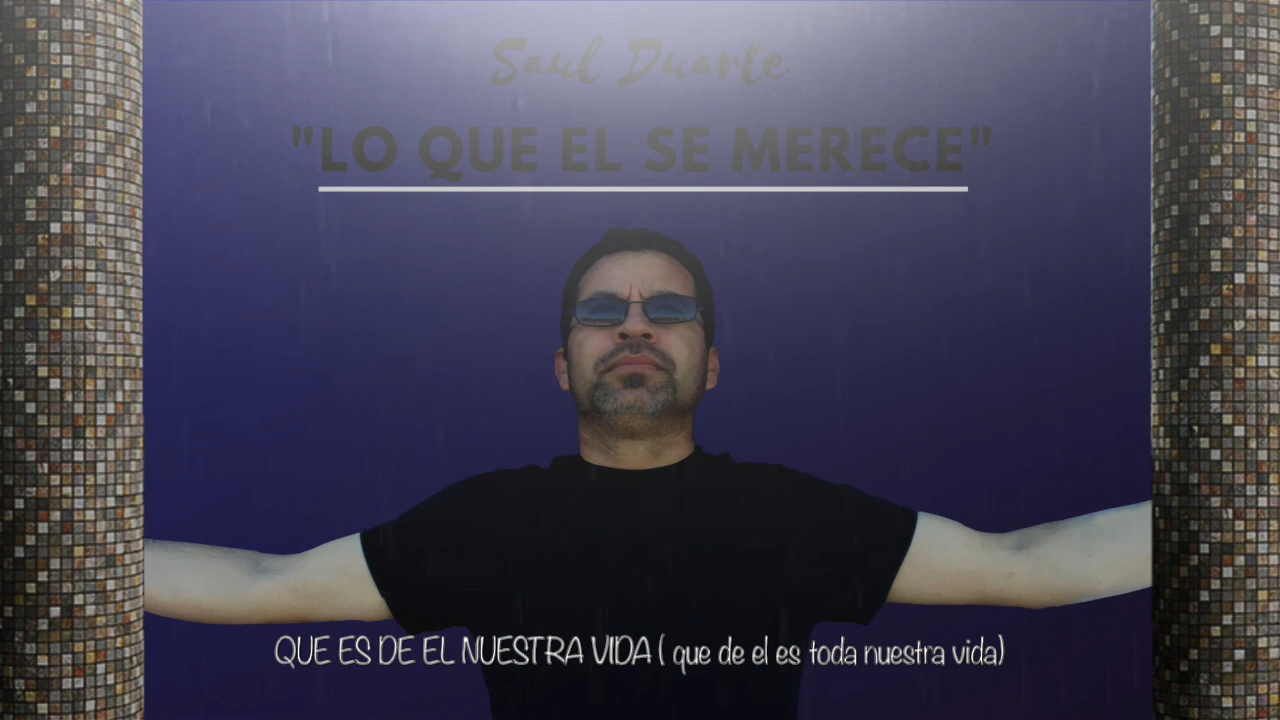 Saul Duarte
"LO QUE EL SE MERECE"
QUE ES DE EL NUESTRA VIDA ( que de el es toda nuestra vida)